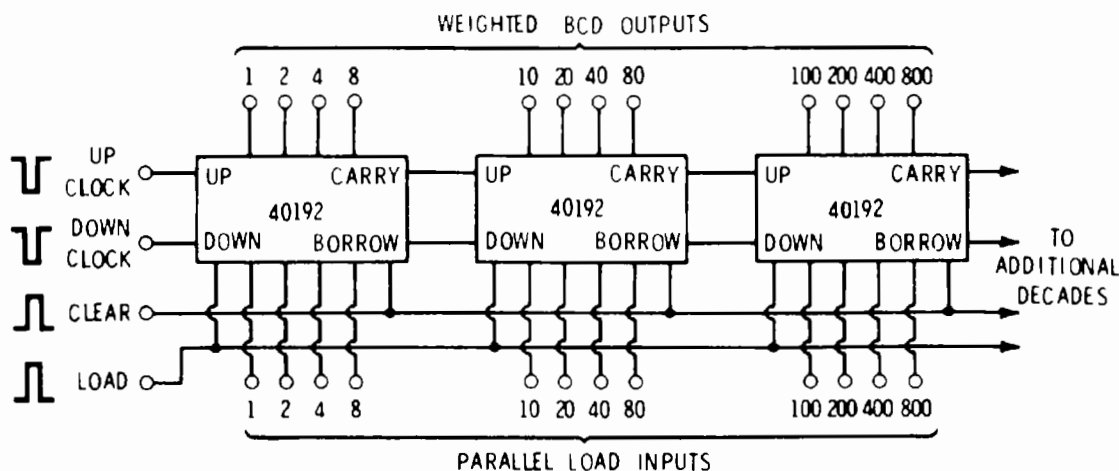 WEIGHTED BCD OUTPUTS
1 2 4 8 10 20 40 80 100 200 400 800
UP CLOCK
UP CARRY UP CARRY UP CARRY
40192 40192 40192
DOWN CLOCK
DOWN BORROW DOWN BORROW DOWN BORROW
TO ADDITIONAL DECADES
CLEAR
LOAD
1 2 4 8 10 20 40 80 100 200 400 800
PARALLEL LOAD INPUTS